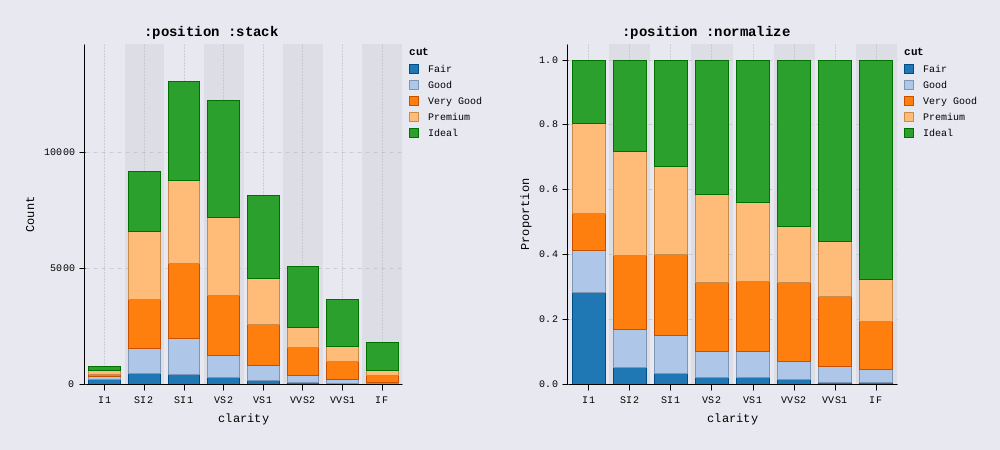 :position :stack
Count
10000
5000
0
I1 SI2 SI1 VS2 VS1 VVS2 VVS1 IF
clarity
cut
Fair
Good
Very Good
Premium
Ideal
:position :normalize
Proportion
1.0
0.8
0.6
0.4
0.2
0.0
I1 SI2 SI1 VS2 VS1 VVS2 VVS1 IF
clarity
cut
Fair
Good
Very Good
Premium
Ideal